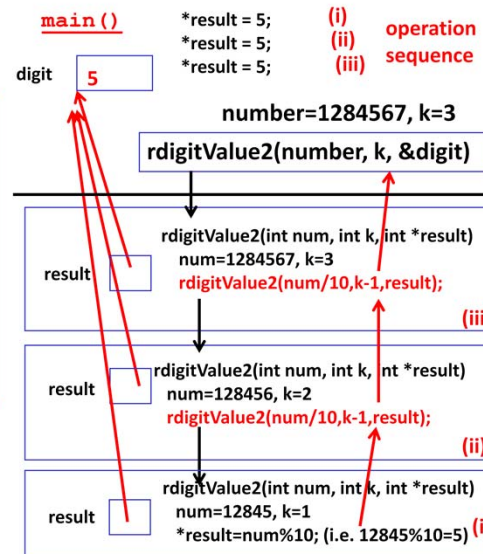 main()
*result = 5; (i)
*result = 5; (ii)
*result = 5; (iii)
operation
sequence
digit 5
number=1284567, k=3
rdigitValue2(number, k, &digit)
rdigitValue2(int num, int k, int *result)
num=1284567, k=3
result
rdigitValue2(num/10,k-1,result);
(iii
rdigitValue2(int num, int k, int *result)
result
num=128456, k=2
rdigitValue2(num/10,k-1,result);
(ii)
rdigitValue2(int num, int k, int *result)
result
num=12845, k=1
*result=num%10; (i.e. 12845%10=5)
(i